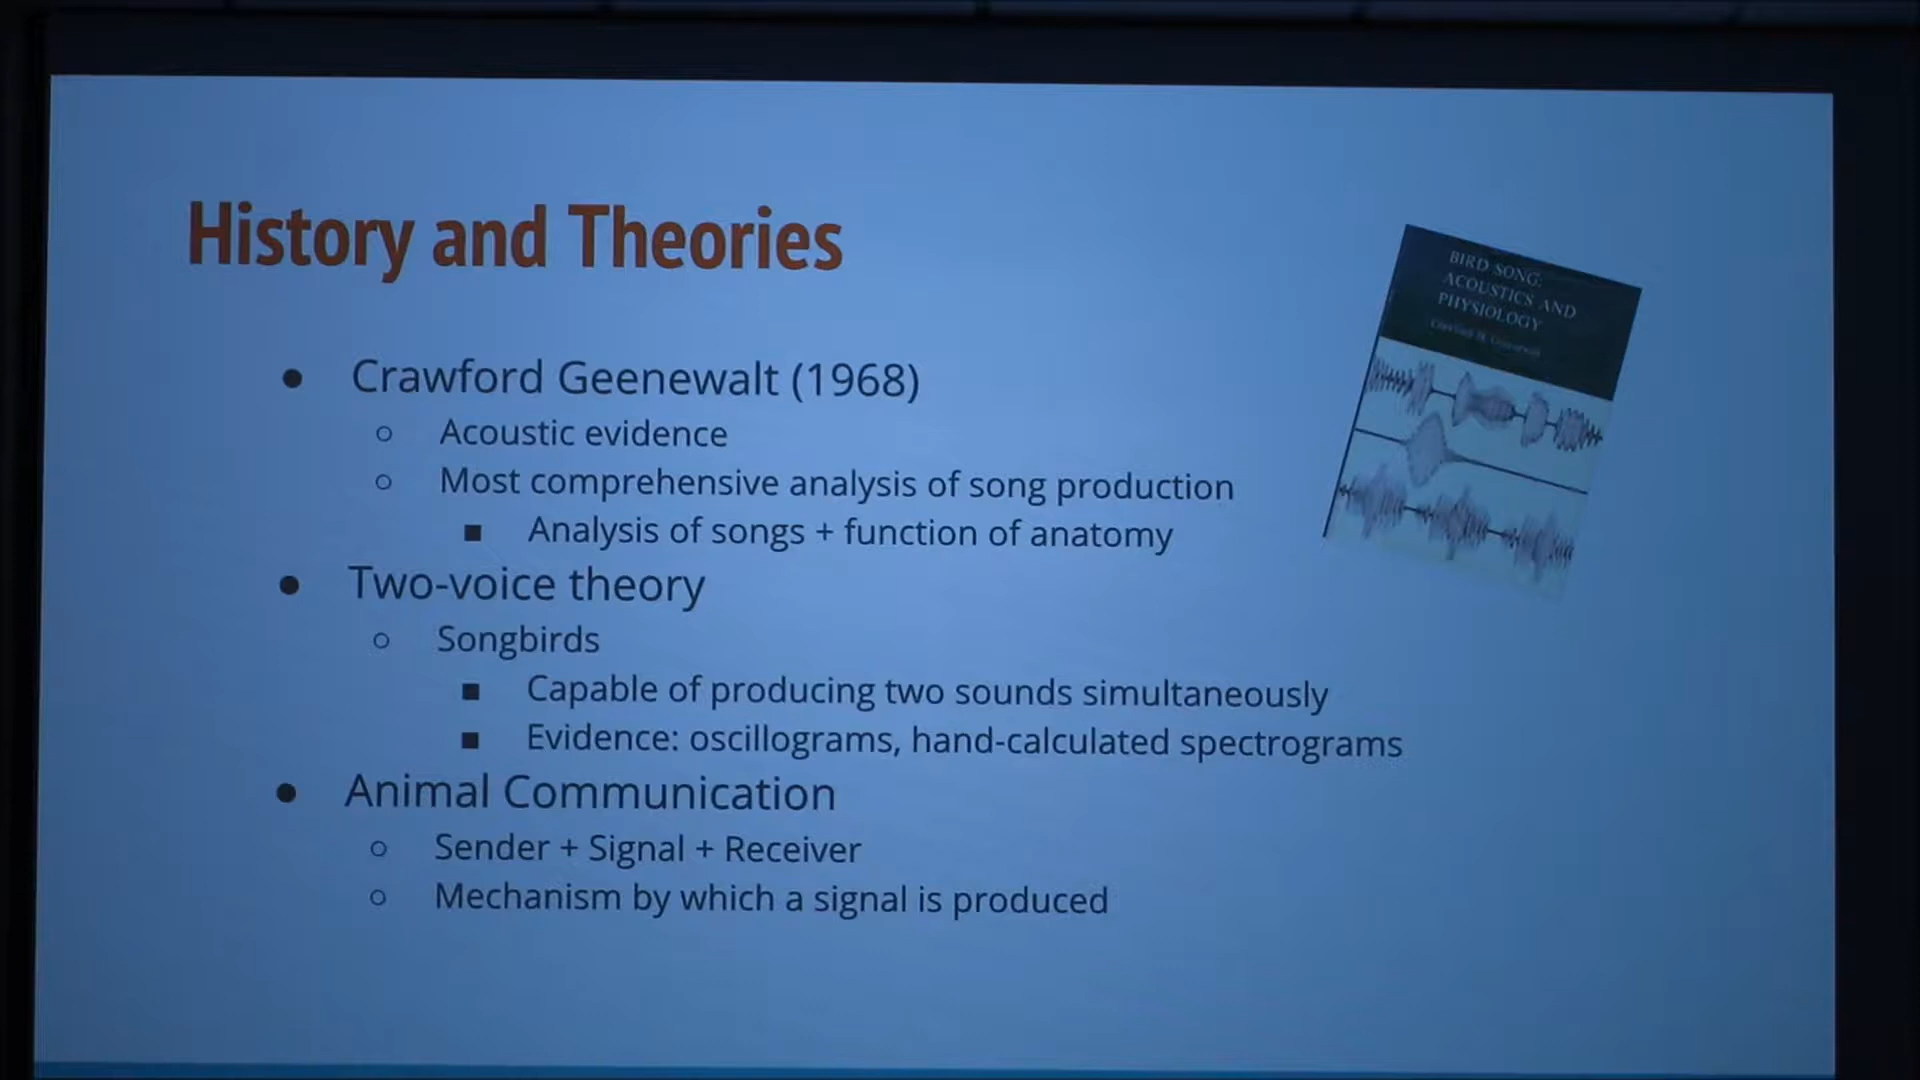 History and Theories
BIRD SONG:
ACOUSTICS AND
PHYSIOLOGY
● Crawford Geenewalt (1968)
○ Acoustic evidence
○ Most comprehensive analysis of song production
■ Analysis of songs + function of anatomy
● Two-voice theory
○ Songbirds
■ Capable of producing two sounds simultaneously
■ Evidence: oscillograms, hand-calculated spectrograms
● Animal Communication
○ Sender + Signal + Receiver
○ Mechanism by which a signal is produced